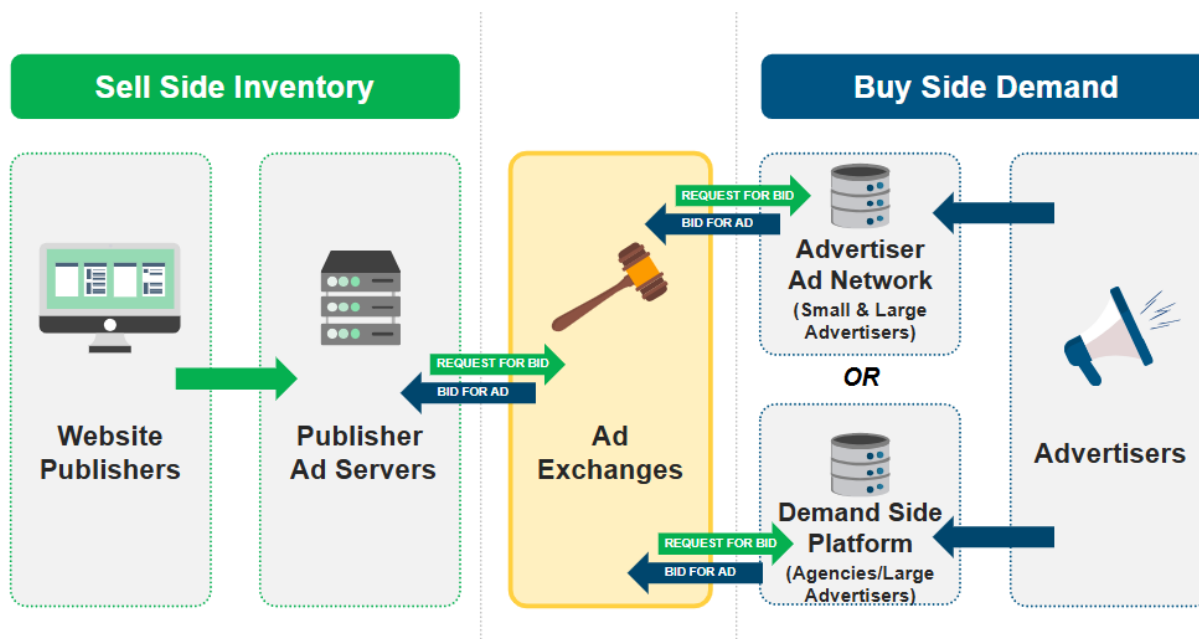 Sell Side Inventory
Buy Side Demand
Website
Publishers
Publisher
Ad Servers
REQUEST FOR BID
BID FOR AD
Ad
Exchanges
REQUEST FOR BID
BID FOR AD
Advertiser
Ad Network
(Small & Large
Advertisers)
OR
REQUEST FOR BID
BID FOR AD
Demand Side
Platform
(Agencies/Large
Advertisers)
Advertisers